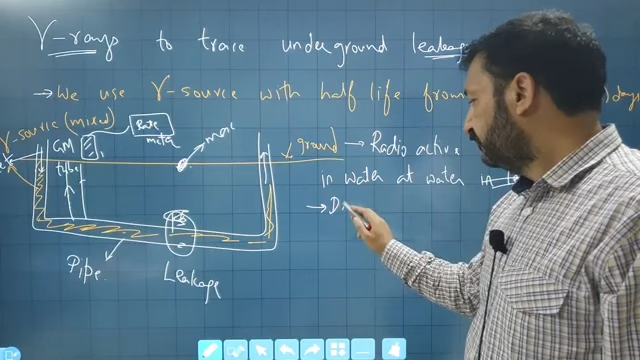 γ-rays to trace underground leakage
→ We use γ-source with half life from days
γ-source (mixed)
GM tube
Rate meter
ground
→ Radio active
in water at water
→ D
Pipe
Leakage